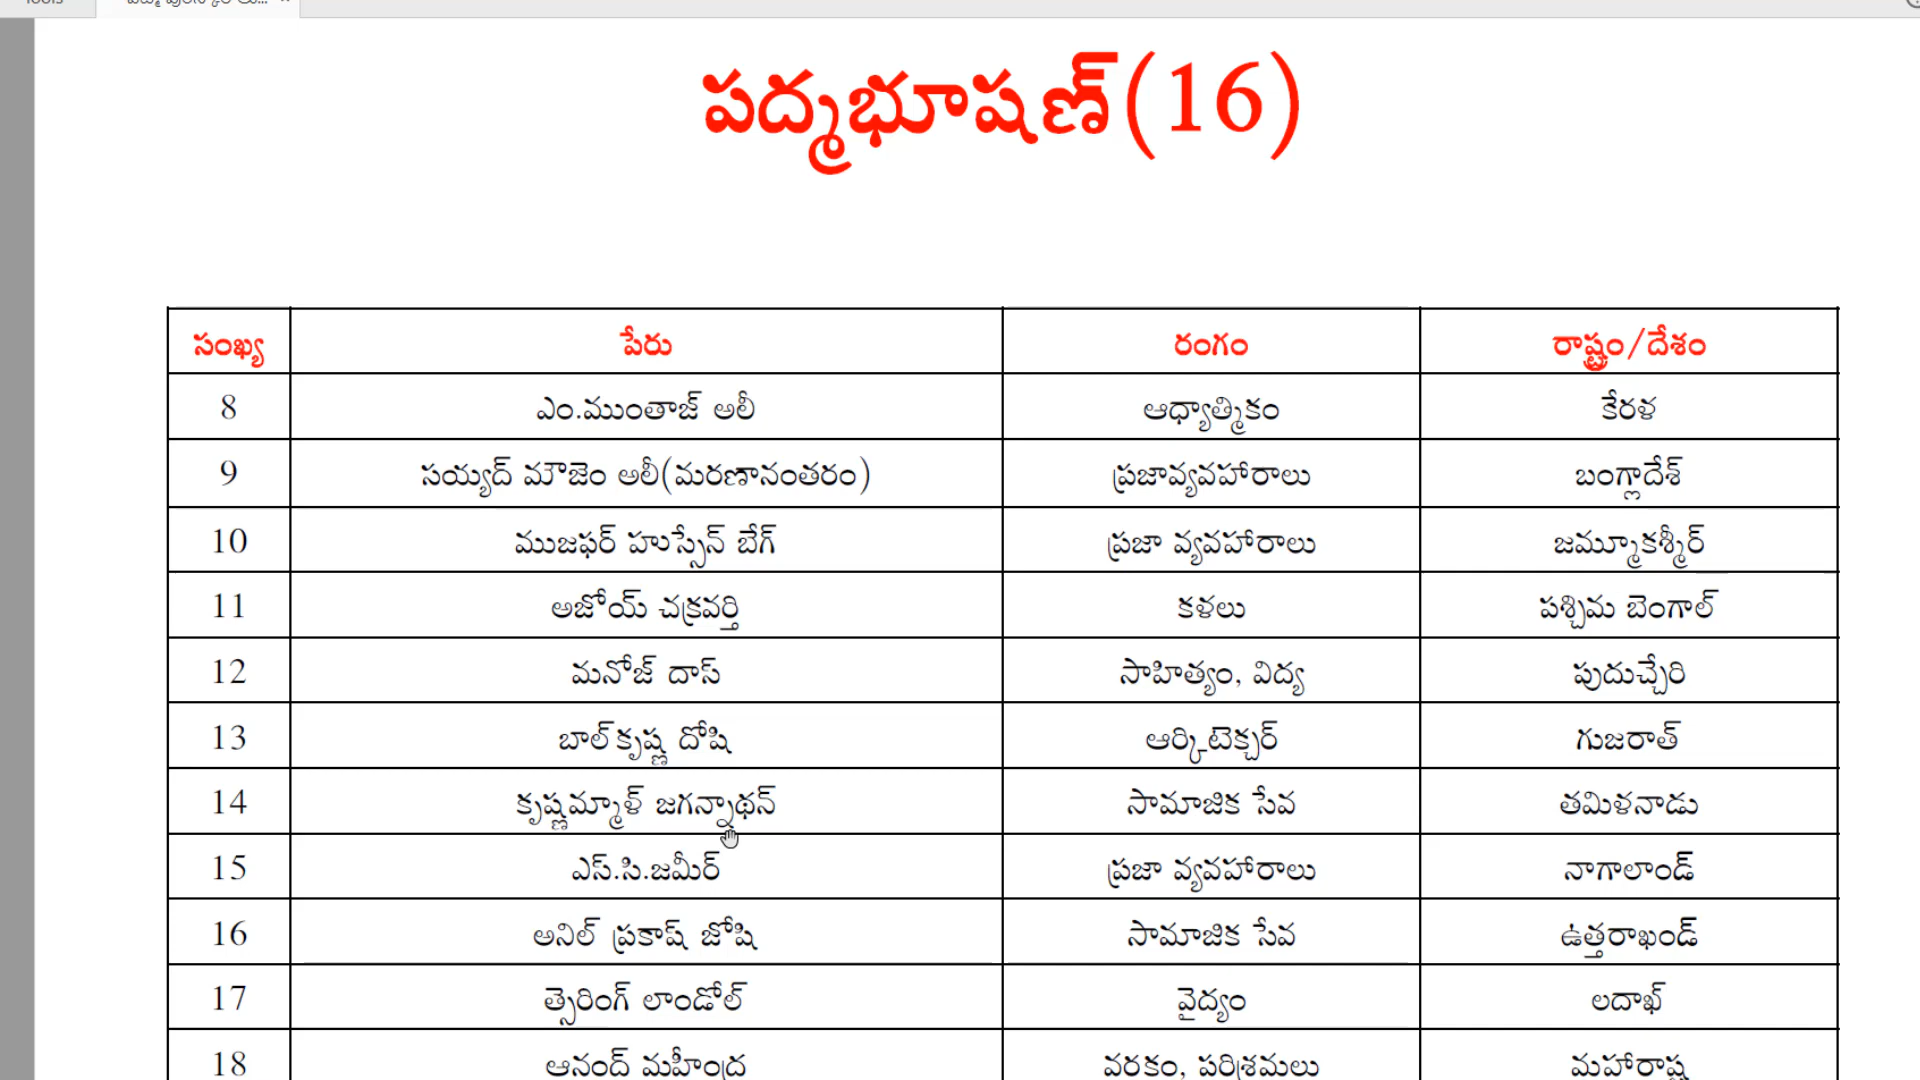 పద్మభూషణ్(16)
సంఖ్య పేరు రంగం రాష్ట్రం/దేశం
8 ఎం.ముంతాజ్ అలీ ఆధ్యాత్మికం కేరళ
9 సయ్యద్ మౌజెం అలీ(మరణానంతరం) ప్రజావ్యవహారాలు బంగ్లాదేశ్
10 ముజఫర్ హుస్సేన్ బేగ్ ప్రజా వ్యవహారాలు జమ్మూకశ్మీర్
11 అజోయ్ చక్రవర్తి కళలు పశ్చిమ బెంగాల్
12 మనోజ్ దాస్ సాహిత్యం, విద్య పుదుచ్చేరి
13 బాల్‌కృష్ణ దోషి ఆర్కిటెక్చర్ గుజరాత్
14 కృష్ణమ్మాళ్ జగన్నాథన్ సామాజిక సేవ తమిళనాడు
15 ఎస్.సి.జమీర్ ప్రజా వ్యవహారాలు నాగాలాండ్
16 అనిల్ ప్రకాష్ జోషి సామాజిక సేవ ఉత్తరాఖండ్
17 త్సెరింగ్ లాండోల్ వైద్యం లదాఖ్
18 ఆనంద్ మహీంద్ర వరకం, పరిశ్రమలు మహారాష్ట్ర